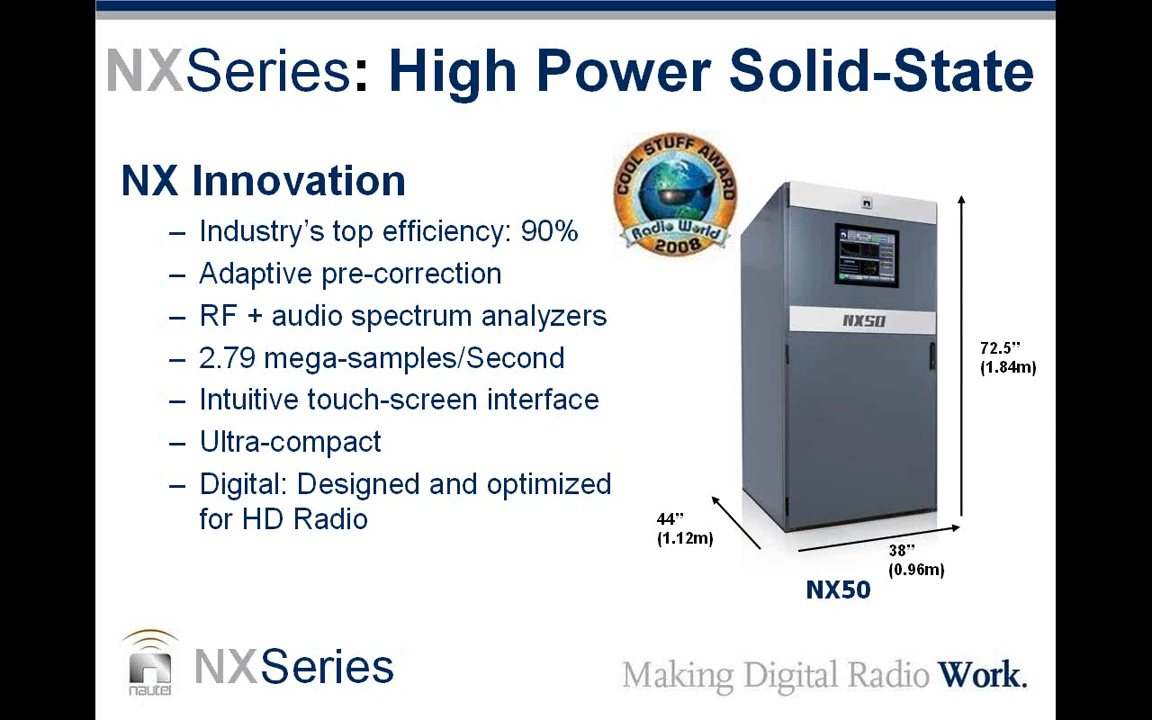 NXSeries: High Power Solid-State
NX Innovation
– Industry’s top efficiency: 90%
– Adaptive pre-correction
– RF + audio spectrum analyzers
– 2.79 mega-samples/Second
– Intuitive touch-screen interface
– Ultra-compact
– Digital: Designed and optimized
for HD Radio
COOL STUFF AWARD
Radio World
2008
NX50
72.5”
(1.84m)
44”
(1.12m)
38”
(0.96m)
NX50
nautel
NXSeries
Making Digital Radio Work.